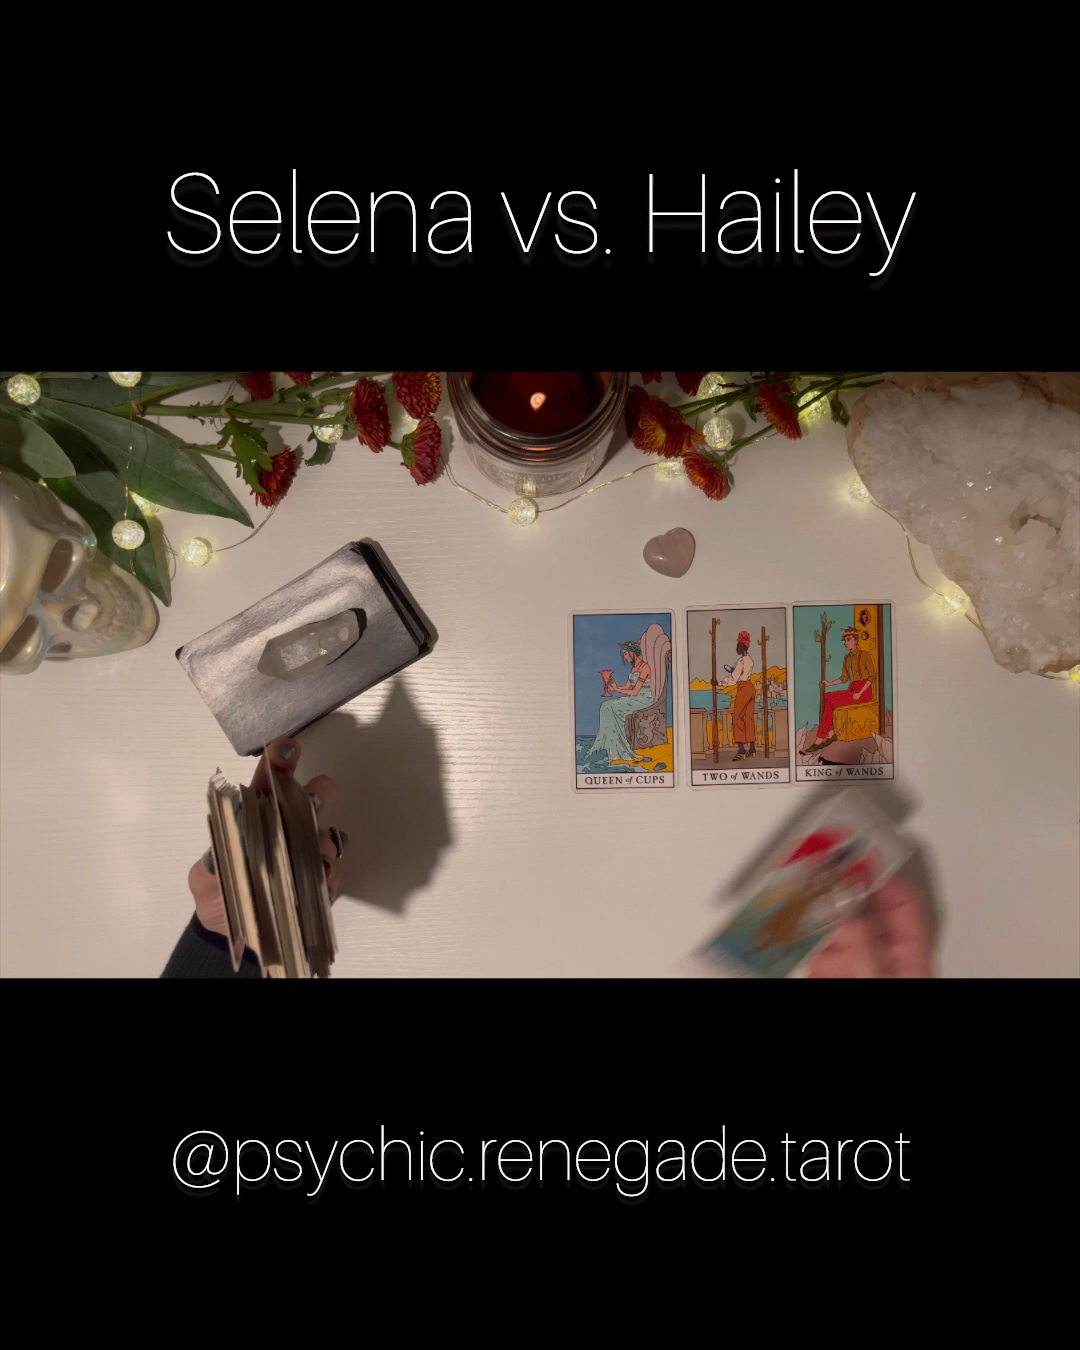 Selena vs. Hailey
QUEEN of CUPS
TWO of WANDS
KING of WANDS
@psychic.renegade.tarot